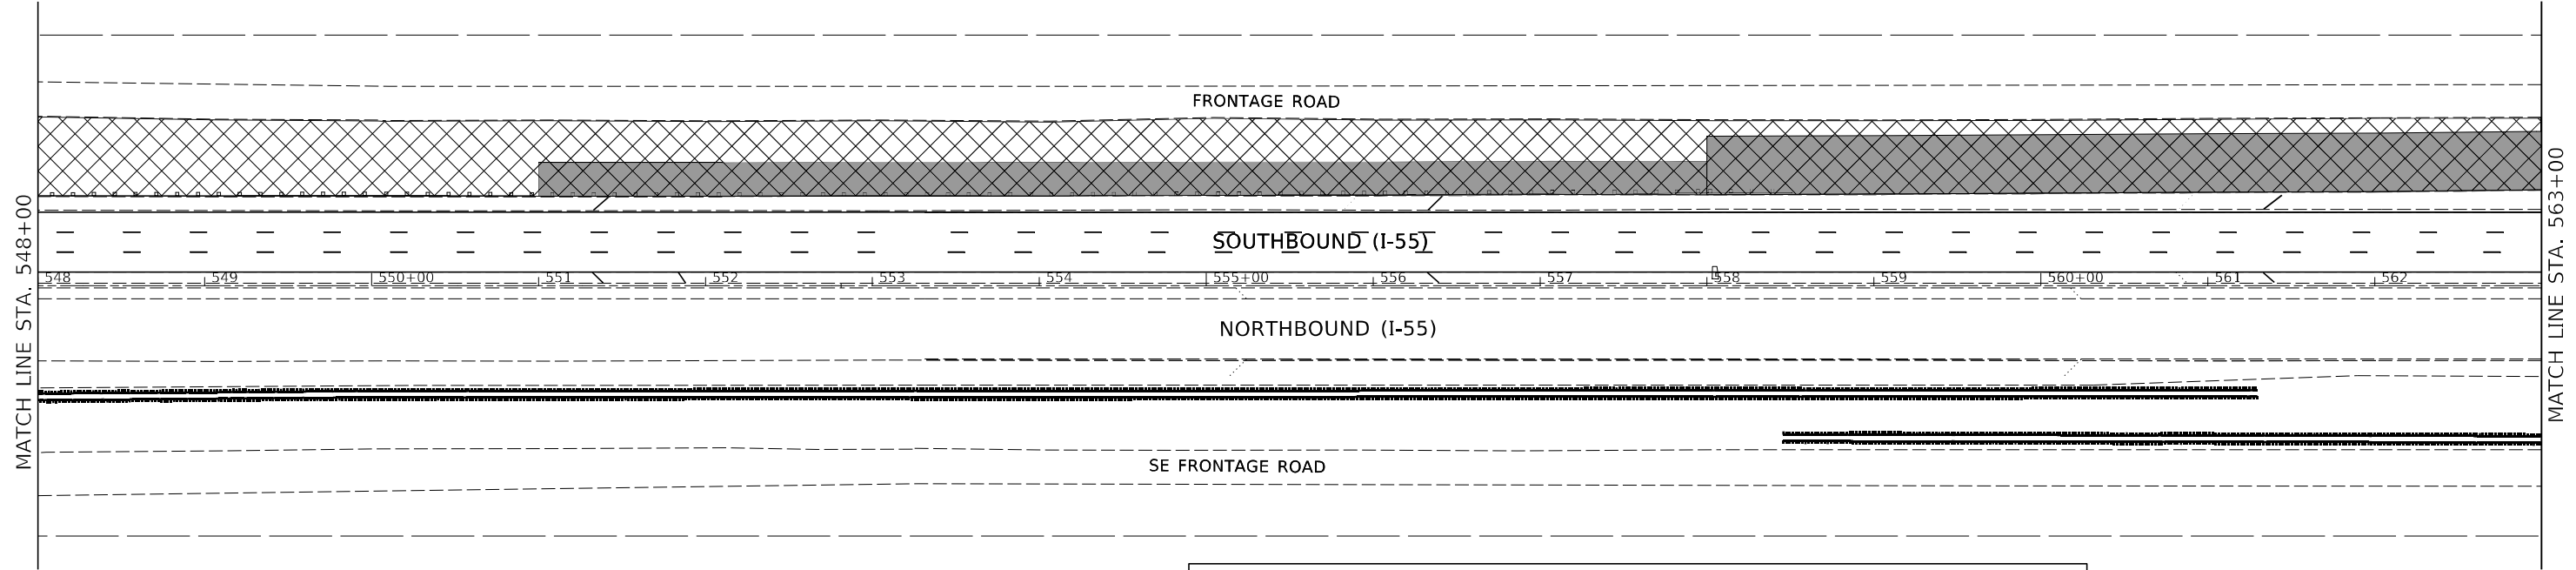 FRONTAGE ROAD
MATCH LINE STA. 548+00
MATCH LINE STA. 563+00
SOUTHBOUND (I-55)
548 549 550+00 551 552 553 554 555+00 556 557 558 559 560+00 561 562
NORTHBOUND (I-55)
SE FRONTAGE ROAD